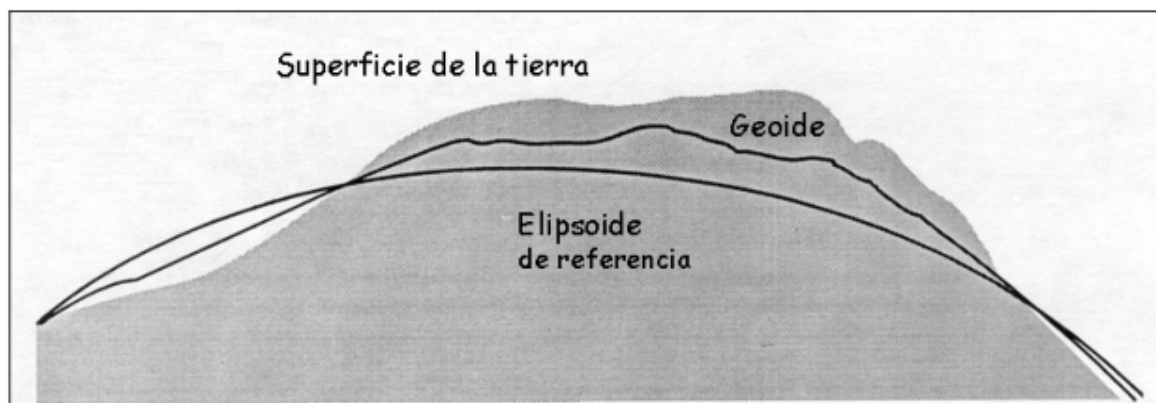 Superficie de la tierra
Geoide
Elipsoide
de referencia